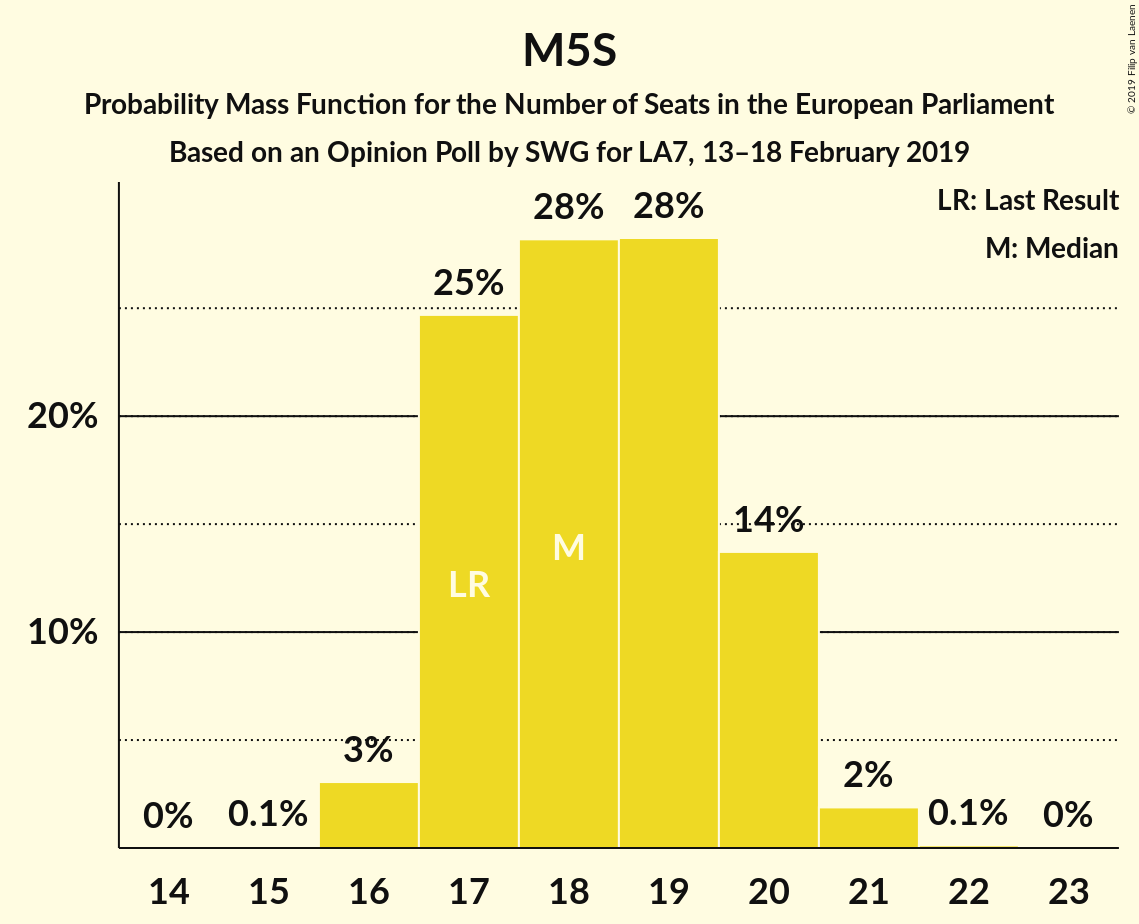 M5S
Probability Mass Function for the Number of Seats in the European Parliament
Based on an Opinion Poll by SWG for LA7, 13–18 February 2019
© 2019 Filip van Laenen
LR: Last Result
M: Median
28%
28%
25%
20%
14%
M
LR
10%
3%
2%
0%
0.1%
0.1%
0%
14 15 16 17 18 19 20 21 22 23